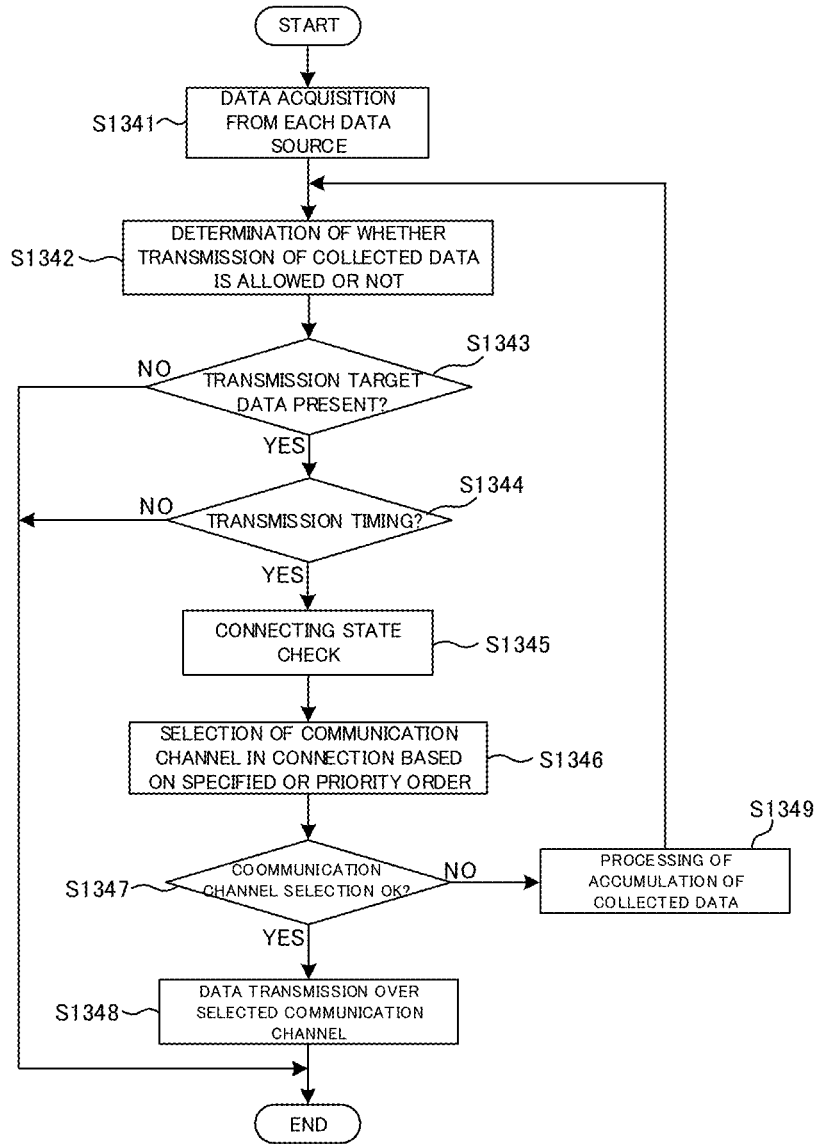 START
S1341
DATA ACQUISITION
FROM EACH DATA
SOURCE
S1342
DETERMINATION OF WHETHER
TRANSMISSION OF COLLECTED DATA
IS ALLOWED OR NOT
S1343
NO
TRANSMISSION TARGET
DATA PRESENT?
YES
S1344
NO
TRANSMISSION TIMING?
YES
CONNECTING STATE
CHECK
S1345
SELECTION OF COMMUNICATION
CHANNEL IN CONNECTION BASED
ON SPECIFIED OR PRIORITY ORDER
S1346
S1347
COOMMUNICATION
CHANNEL SELECTION OK?
NO
YES
S1349
PROCESSING OF
ACCUMULATION OF
COLLECTED DATA
S1348
DATA TRANSMISSION OVER
SELECTED COMMUNICATION
CHANNEL
END